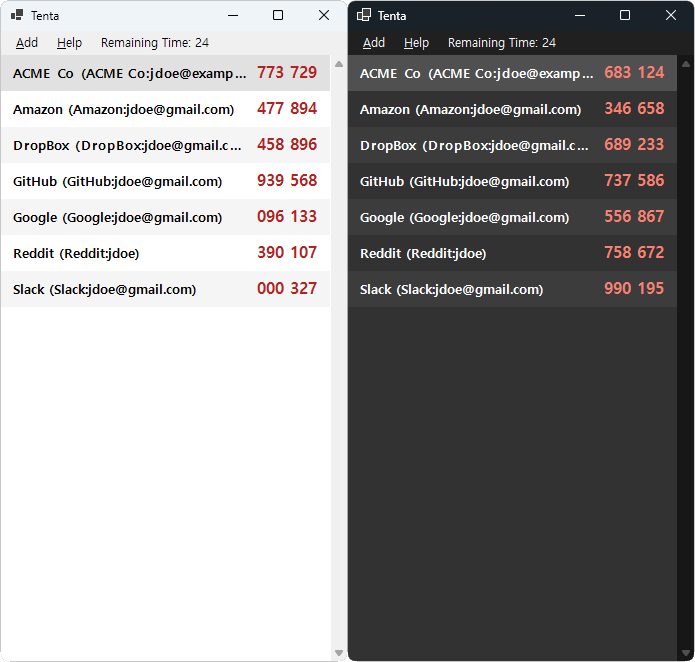 Tenta
Add Help Remaining Time: 24
ACME Co (ACME Co:jdoe@examp... 773 729
Amazon (Amazon:jdoe@gmail.com) 477 894
DropBox (DropBox:jdoe@gmail.c... 458 896
GitHub (GitHub:jdoe@gmail.com) 939 568
Google (Google:jdoe@gmail.com) 096 133
Reddit (Reddit:jdoe) 390 107
Slack (Slack:jdoe@gmail.com) 000 327
Tenta
Add Help Remaining Time: 24
ACME Co (ACME Co:jdoe@examp... 683 124
Amazon (Amazon:jdoe@gmail.com) 346 658
DropBox (DropBox:jdoe@gmail.c... 689 233
GitHub (GitHub:jdoe@gmail.com) 737 586
Google (Google:jdoe@gmail.com) 556 867
Reddit (Reddit:jdoe) 758 672
Slack (Slack:jdoe@gmail.com) 990 195